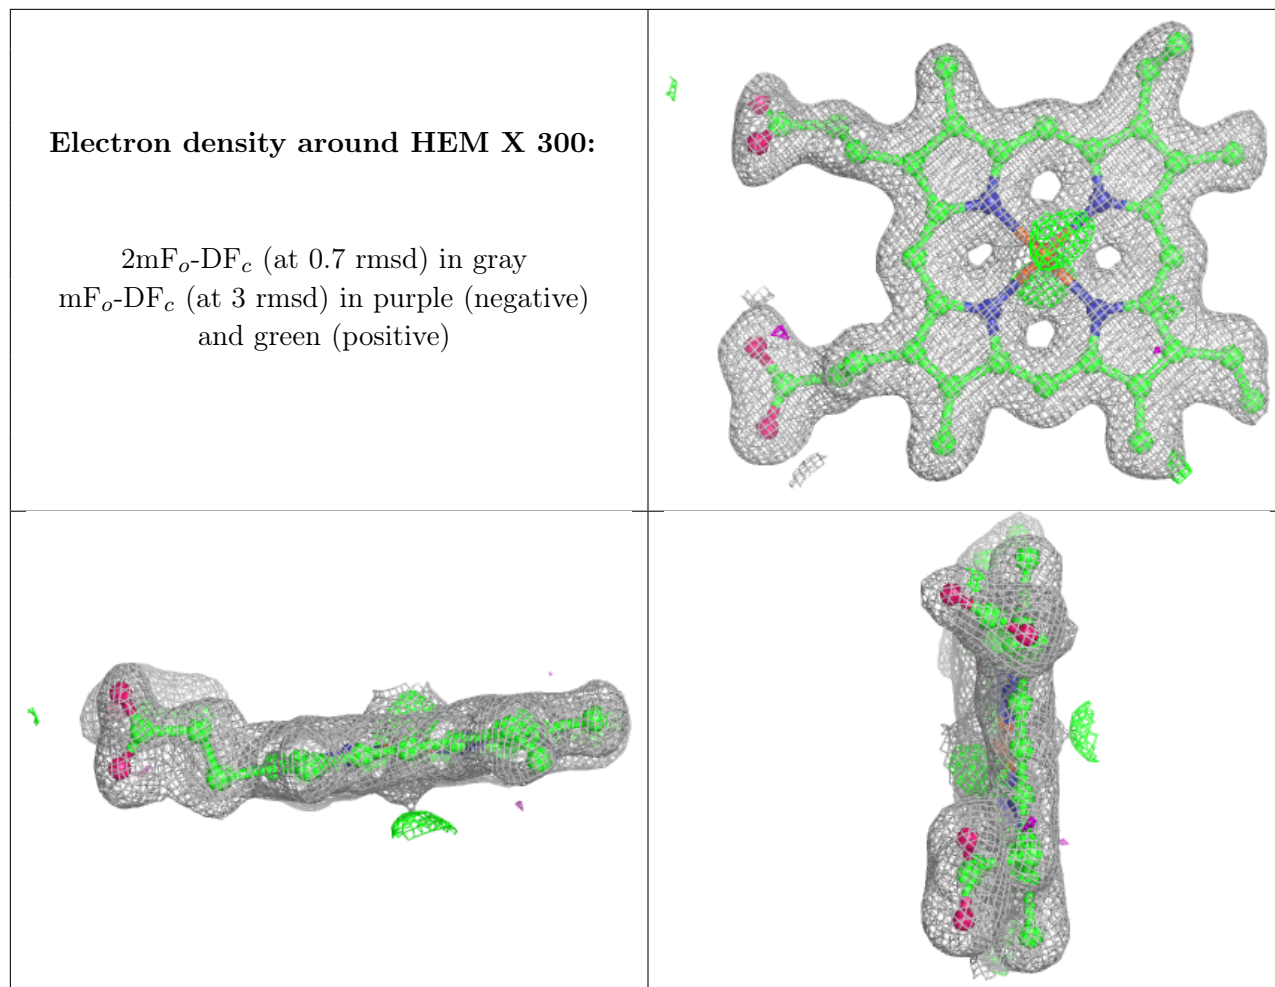 Electron density around HEM X 300:
2mFo-DFc (at 0.7 rmsd) in gray
mFo-DFc (at 3 rmsd) in purple (negative)
and green (positive)